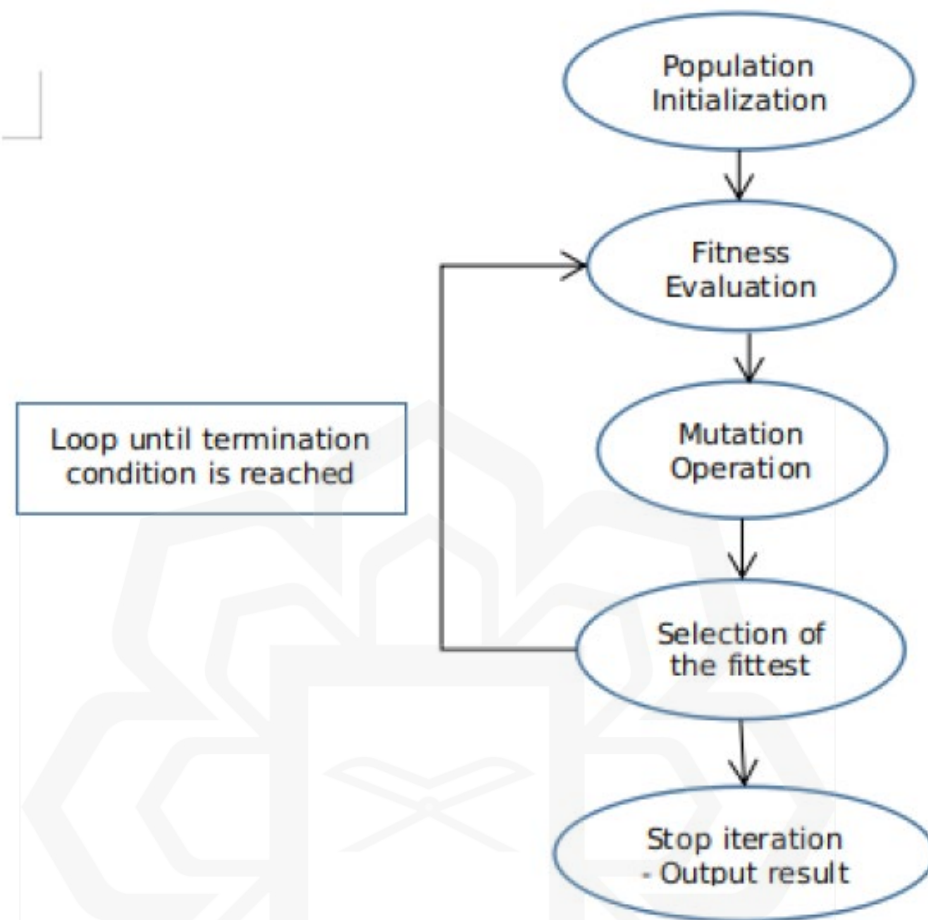 Population
Initialization
Fitness
Evaluation
Mutation
Operation
Loop until termination
condition is reached
Selection of
the fittest
Stop iteration
- Output result